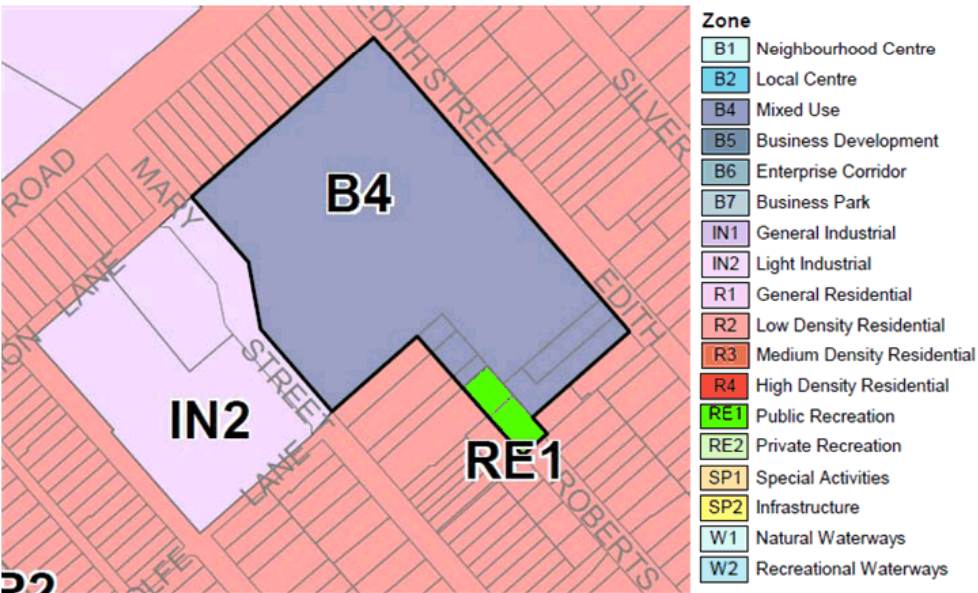 EDITH STREET
SILVER
ROAD
MARY
B4
LANE
EDITH
STREET
IN2
LANE
RE1
ROBERTS
Zone
B1 Neighbourhood Centre
B2 Local Centre
B4 Mixed Use
B5 Business Development
B6 Enterprise Corridor
B7 Business Park
IN1 General Industrial
IN2 Light Industrial
R1 General Residential
R2 Low Density Residential
R3 Medium Density Residential
R4 High Density Residential
RE1 Public Recreation
RE2 Private Recreation
SP1 Special Activities
SP2 Infrastructure
W1 Natural Waterways
W2 Recreational Waterways